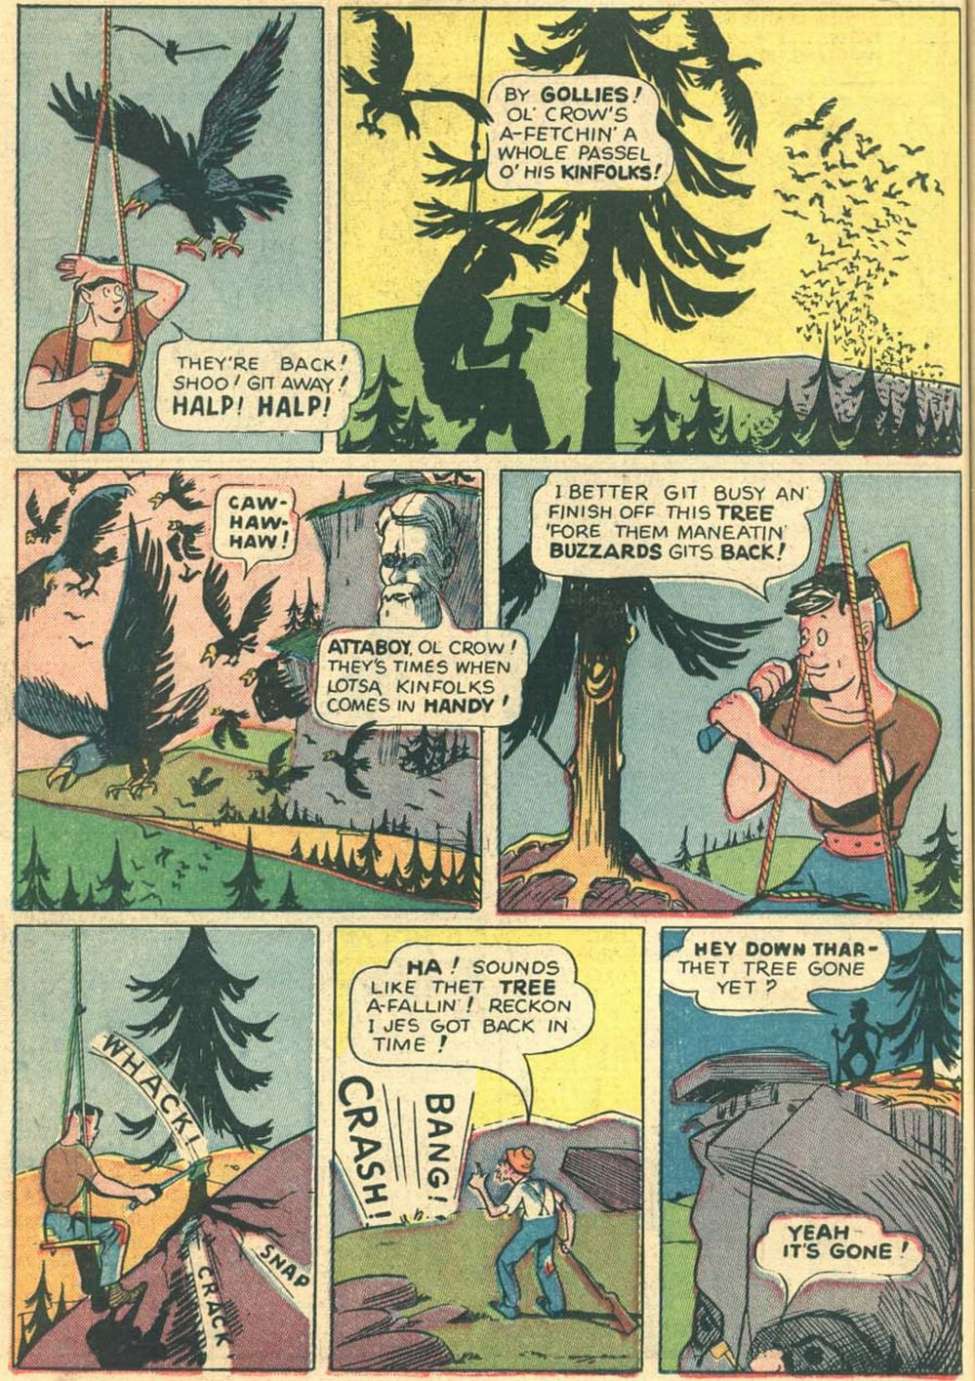 THEY'RE BACK!
SHOO! GIT AWAY!
HALP! HALP!
BY GOLLIES!
OL' CROW'S
A-FETCHIN' A
WHOLE PASSEL
O' HIS KINFOLKS!
CAW-
HAW-
HAW!
ATTABOY, OL CROW!
THEY'S TIMES WHEN
LOTSA KINFOLKS
COMES IN HANDY!
I BETTER GIT BUSY AN'
FINISH OFF THIS TREE
'FORE THEM MANEATIN'
BUZZARDS GITS BACK!
WHACK!
SNAP
CRACK
HA! SOUNDS
LIKE THET TREE
A-FALLIN'! RECKON
I JES GOT BACK IN
TIME!
BANG!
CRASH!
HEY DOWN THAR-
THET TREE GONE
YET?
YEAH-
IT'S GONE!